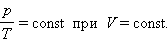 p/T = const при V = const.